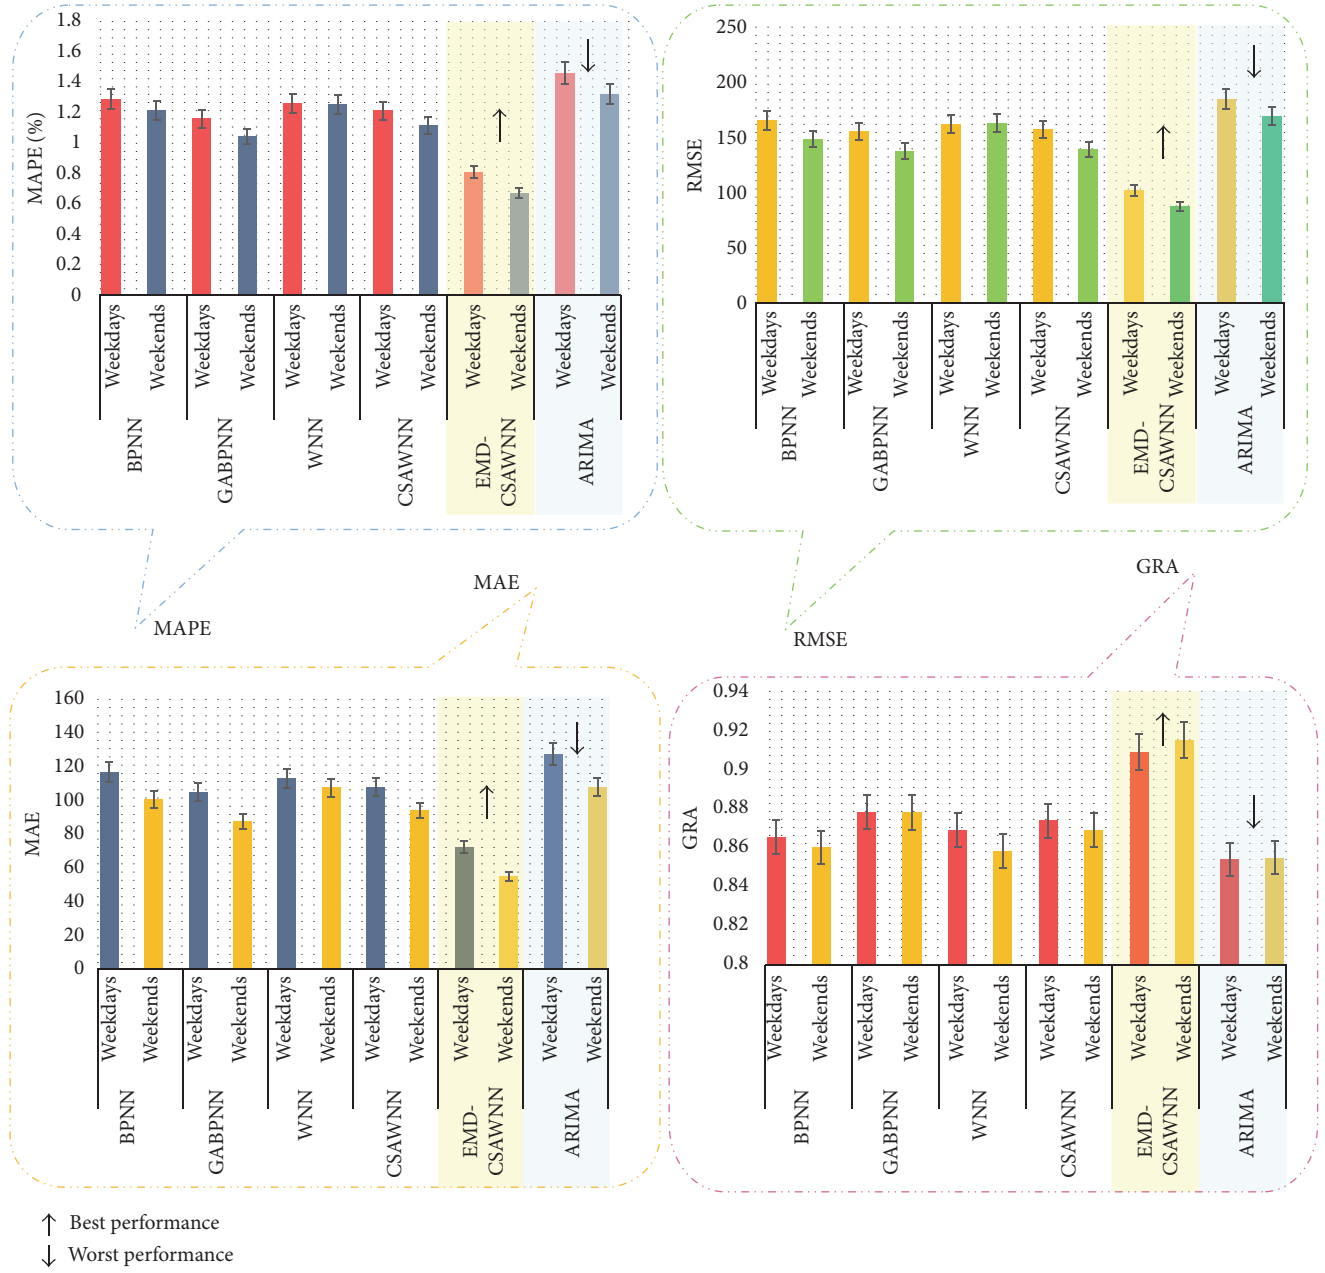 1.8
1.6
1.4
1.2
1
0.8
0.6
0.4
0.2
0
MAPE (%)
Weekdays
Weekends
Weekdays
Weekends
Weekdays
Weekends
Weekdays
Weekends
Weekdays
Weekends
Weekdays
Weekends
BPNN
GABPNN
WNN
CSAWNN
EMD-
CSAWNN
ARIMA
MAPE
250
200
150
100
50
0
RMSE
Weekdays
Weekends
Weekdays
Weekends
Weekdays
Weekends
Weekdays
Weekends
Weekdays
Weekends
Weekdays
Weekends
BPNN
GABPNN
WNN
CSAWNN
EMD-
CSAWNN
ARIMA
RMSE
MAE
160
140
120
100
80
60
40
20
0
MAE
Weekdays
Weekends
Weekdays
Weekends
Weekdays
Weekends
Weekdays
Weekends
Weekdays
Weekends
Weekdays
Weekends
BPNN
GABPNN
WNN
CSAWNN
EMD-
CSAWNN
ARIMA
GRA
0.94
0.92
0.9
0.88
0.86
0.84
0.82
0.8
GRA
Weekdays
Weekends
Weekdays
Weekends
Weekdays
Weekends
Weekdays
Weekends
Weekdays
Weekends
Weekdays
Weekends
BPNN
GABPNN
WNN
CSAWNN
EMD-
CSAWNN
ARIMA
↑ Best performance
↓ Worst performance